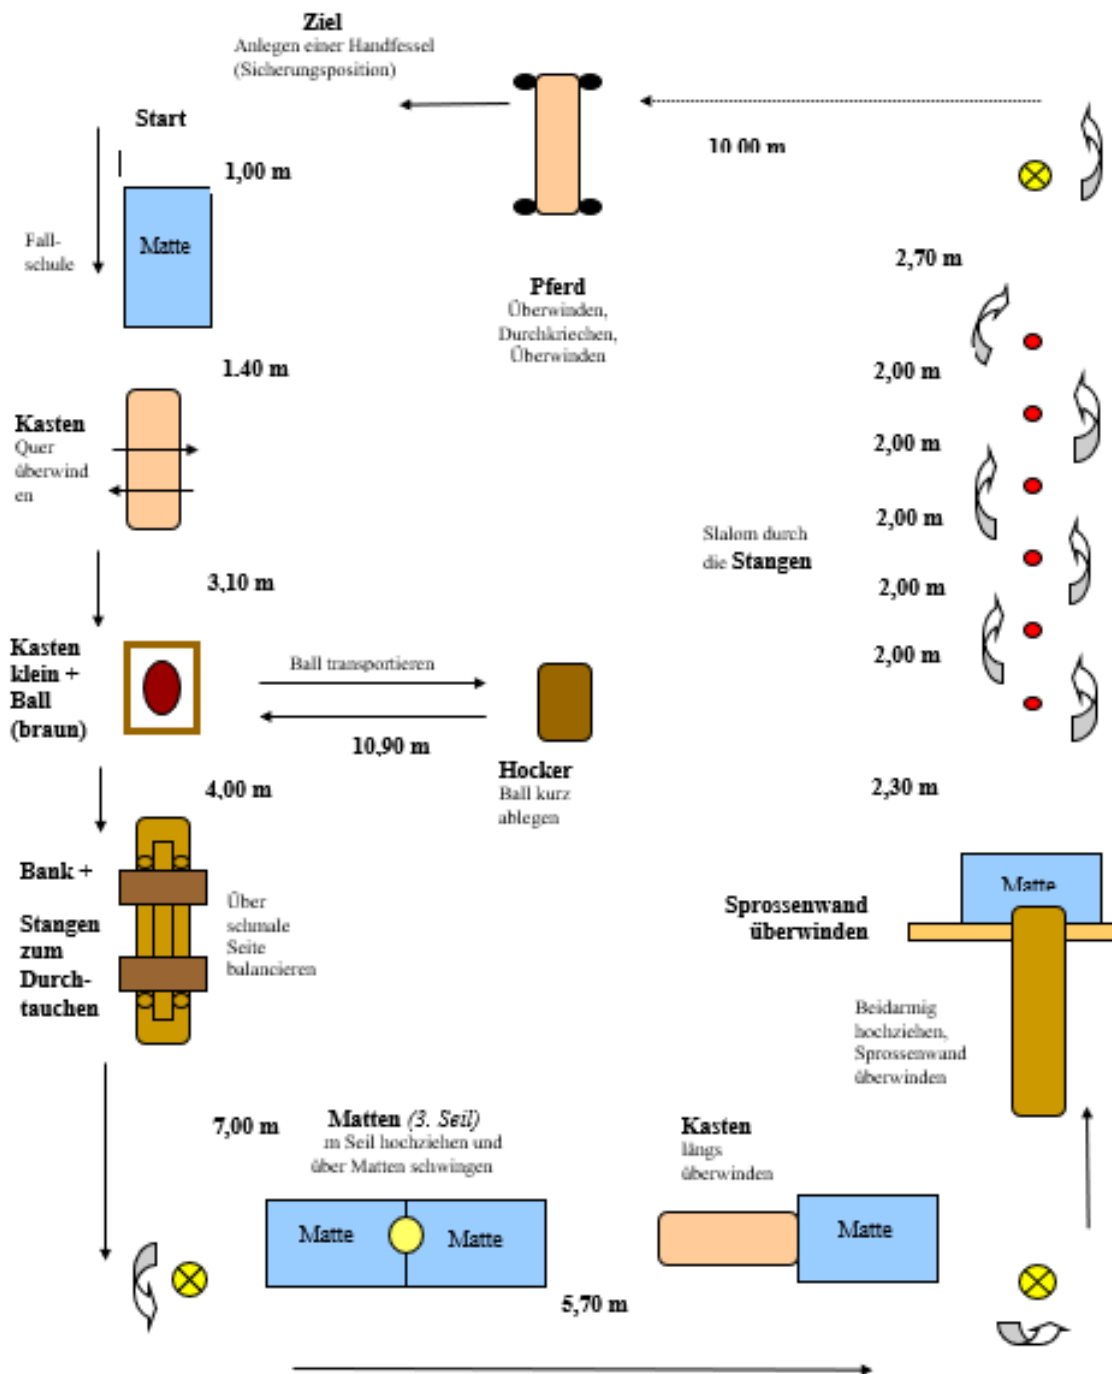 Ziel
Anlegen einer Handfessel
(Sicherungsposition)
Start
1,00 m
10,00 m
Fall-
schule
Matte
2,70 m
Pferd
Überwinden,
Durchkriechen,
Überwinden
1,40 m
2,00 m
Kasten
Quer
überwind
en
2,00 m
2,00 m
Slalom durch
die Stangen
3,10 m
2,00 m
Kasten
klein +
Ball
(braun)
Ball transportieren
2,00 m
10,90 m
Hocker
Ball kurz
ablegen
4,00 m
2,30 m
Bank +
Stangen
zum
Durch-
tauchen
Über
schmale
Seite
balancieren
Matte
Sprossenwand
überwinden
Beidarmig
hochziehen,
Sprossenwand
überwinden
7,00 m
Matten (3. Seil)
m Seil hochziehen und
über Matten schwingen
Kasten
längs
überwinden
Matte
Matte
Matte
5,70 m